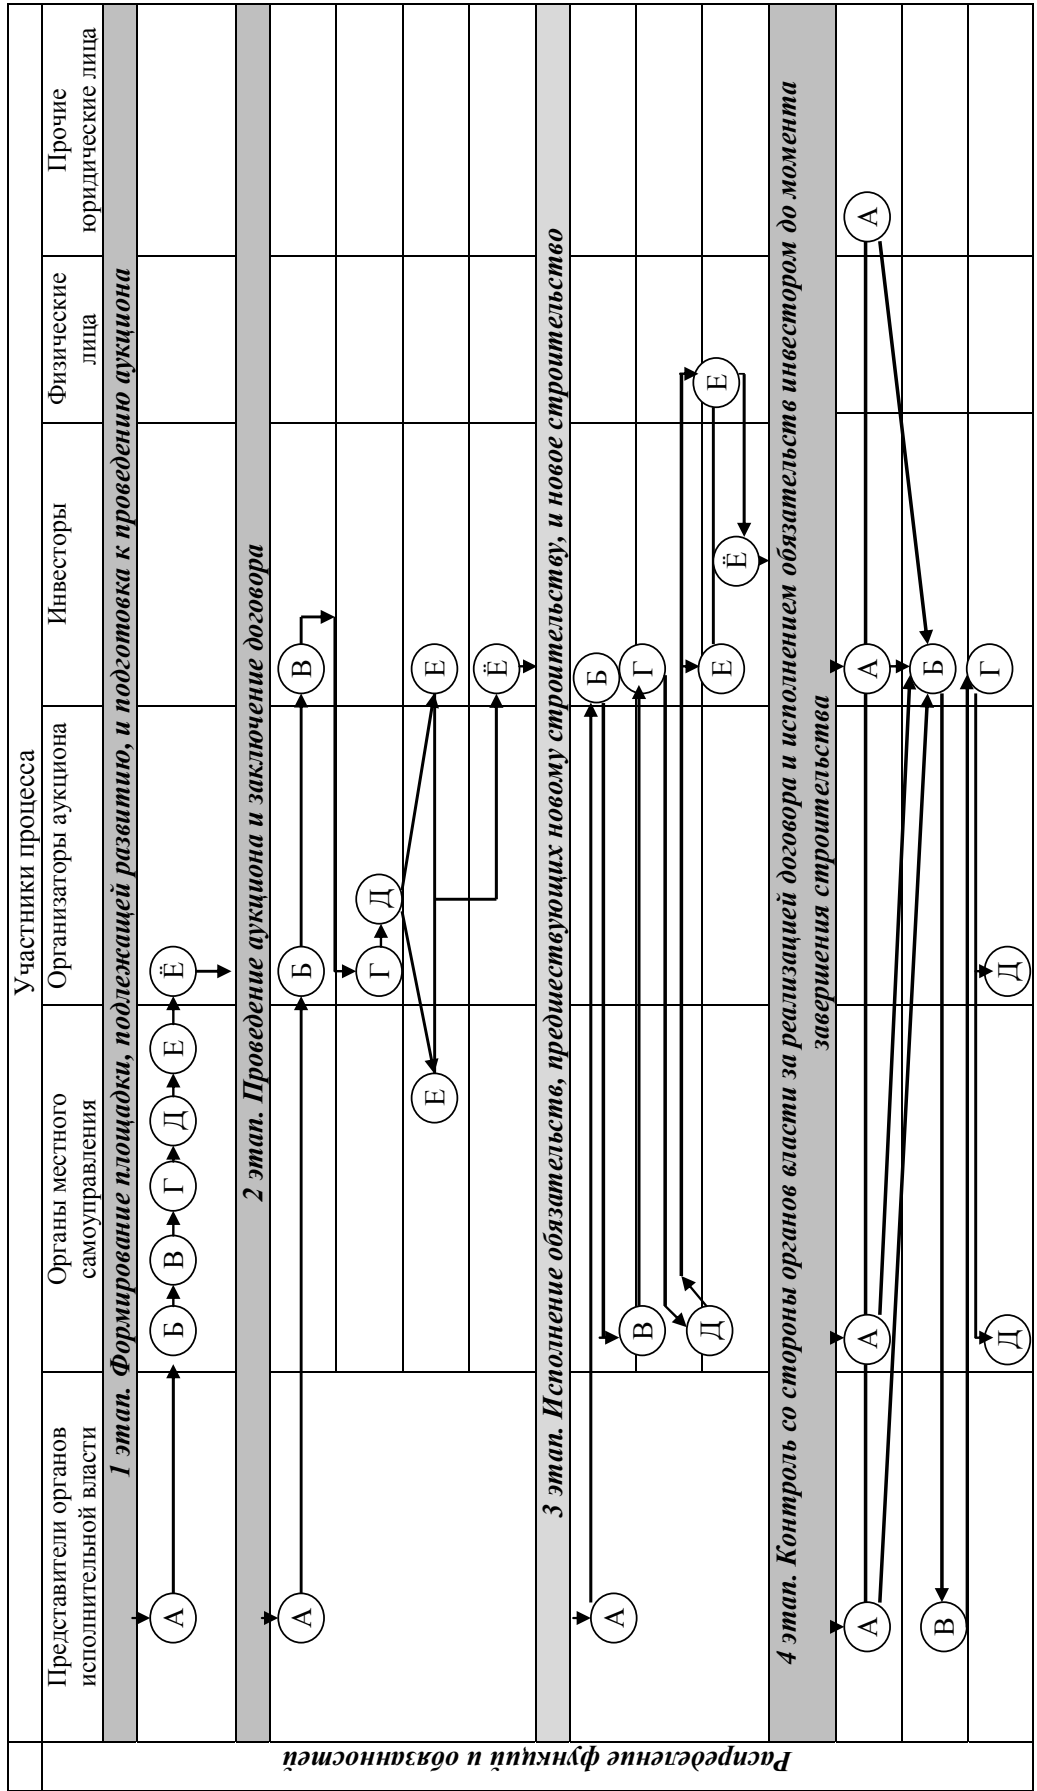 Участники процесса
Представители органов
исполнительной власти
Органы местного
самоуправления
Организаторы аукциона
Инвесторы
Физические
лица
Прочие
юридические лица
Распределение функций и обязанностей
1 этап. Формирование площадки, подлежащей развитию, и подготовка к проведению аукциона
А
Б
В
Г
Д
Е
Ё
2 этап. Проведение аукциона и заключение договора
А
Б
В
Г
Д
Е
Е
Ё
3 этап. Исполнение обязательств, предшествующих новому строительству, и новое строительство
А
Б
В
Г
Д
Е
Е
Ё
4 этап. Контроль со стороны органов власти за реализацией договора и исполнением обязательств инвестором до момента
завершения строительства
А
А
А
А
В
Б
Д
Д
Г